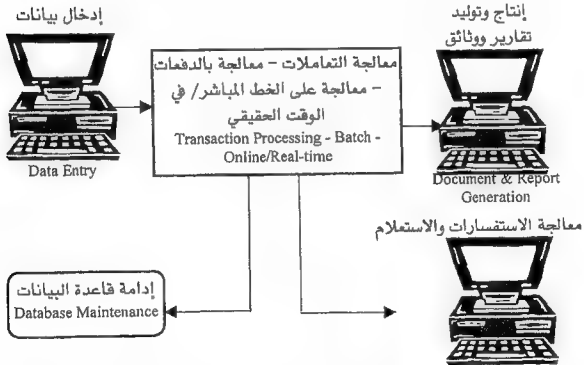 إدخال بيانات
Data Entry
معالجة التعاملات – معالجة بالدفعات
– معالجة على الخط المباشر/ في
الوقت الحقيقي
Transaction Processing - Batch -
Online/Real-time
إنتاج وتوليد
تقارير ووثائق
Document & Report
Generation
معالجة الاستفسارات والاستعلام
إدامة قاعدة البيانات
Database Maintenance